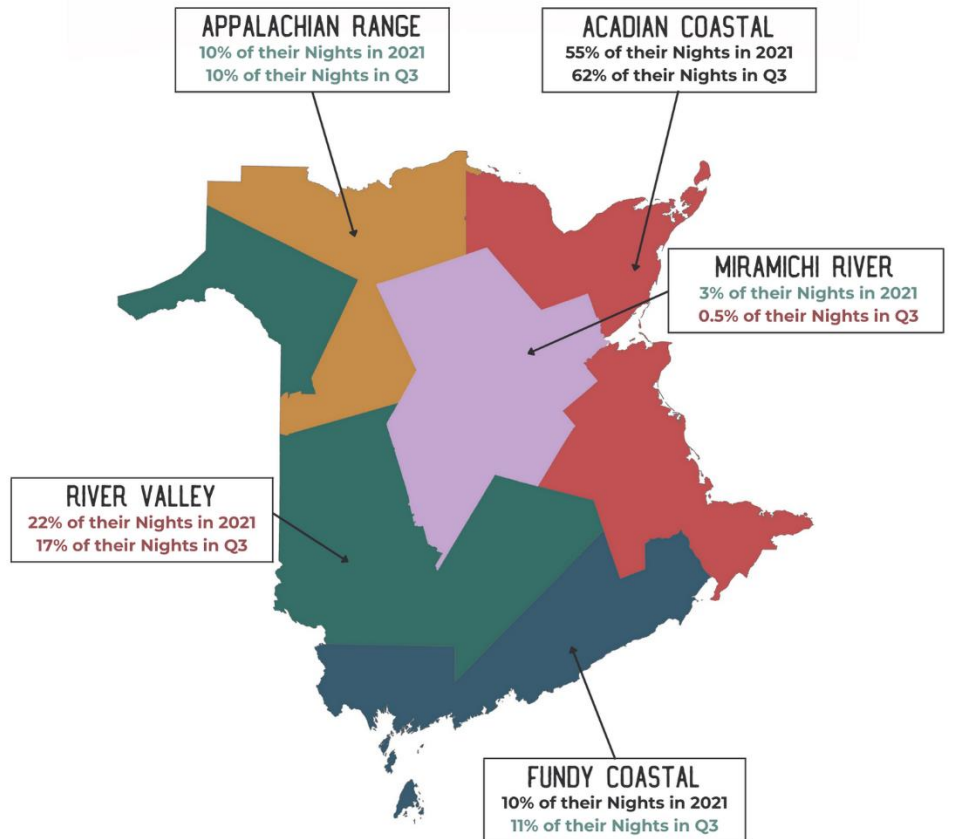 APPALACHIAN RANGE
10% of their Nights in 2021
10% of their Nights in Q3
ACADIAN COASTAL
55% of their Nights in 2021
62% of their Nights in Q3
MIRAMICHI RIVER
3% of their Nights in 2021
0.5% of their Nights in Q3
RIVER VALLEY
22% of their Nights in 2021
17% of their Nights in Q3
FUNDY COASTAL
10% of their Nights in 2021
11% of their Nights in Q3